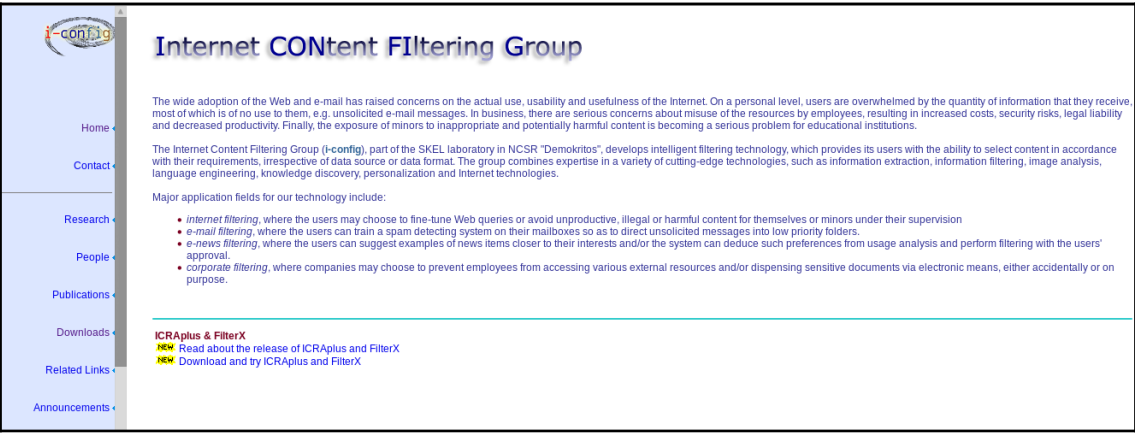 i-config
Home
Contact
Research
People
Publications
Downloads
Related Links
Announcements
Internet CONtent FIltering Group
The wide adoption of the Web and e-mail has raised concerns on the actual use, usability and usefulness of the Internet. On a personal level, users are overwhelmed by the quantity of information that they receive,
most of which is of no use to them, e.g. unsolicited e-mail messages. In business, there are serious concerns about misuse of the resources by employees, resulting in increased costs, security risks, legal liability
and decreased productivity. Finally, the exposure of minors to inappropriate and potentially harmful content is becoming a serious problem for educational institutions.
The Internet Content Filtering Group (i-config), part of the SKEL laboratory in NCSR "Demokritos", develops intelligent filtering technology, which provides its users with the ability to select content in accordance
with their requirements, irrespective of data source or data format. The group combines expertise in a variety of cutting-edge technologies, such as information extraction, information filtering, image analysis,
language engineering, knowledge discovery, personalization and Internet technologies.
Major application fields for our technology include:
• internet filtering, where the users may choose to fine-tune Web queries or avoid unproductive, illegal or harmful content for themselves or minors under their supervision
• e-mail filtering, where the users can train a spam detecting system on their mailboxes so as to direct unsolicited messages into low priority folders.
• e-news filtering, where the users can suggest examples of news items closer to their interests and/or the system can deduce such preferences from usage analysis and perform filtering with the users'
approval.
• corporate filtering, where companies may choose to prevent employees from accessing various external resources and/or dispensing sensitive documents via electronic means, either accidentally or on
purpose.
ICRAplus & FilterX
NEW Read about the release of ICRAplus and FilterX
NEW Download and try ICRAplus and FilterX